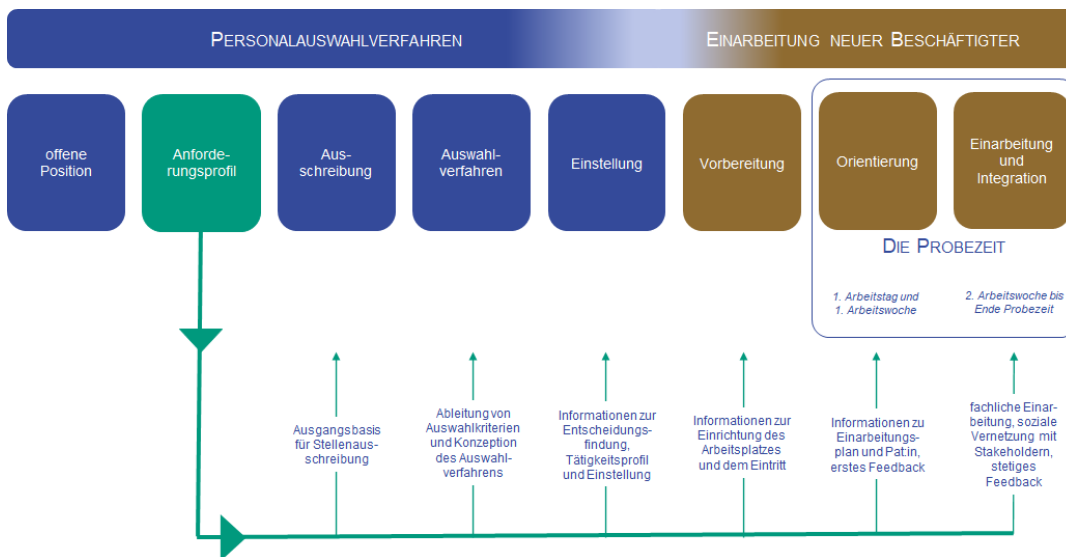 PERSONALAUSWAHLVERFAHREN
EINARBEITUNG NEUER BESCHÄFTIGTER
offene
Position
Anforde-
rungsprofil
Aus-
schreibung
Auswahl-
verfahren
Einstellung
Vorbereitung
Orientierung
Einarbeitung
und
Integration
DIE PROBEZEIT
1. Arbeitstag und
1. Arbeitswoche
2. Arbeitswoche bis
Ende Probezeit
Ausgangsbasis
für Stellenaus-
schreibung
Ableitung von
Auswahlkriterien
und Konzeption
des Auswahl-
verfahrens
Informationen zur
Entscheidungs-
findung,
Tätigkeitsprofil
und Einstellung
Informationen zur
Einrichtung des
Arbeitsplatzes
und dem Eintritt
Informationen zu
Einarbeitungs-
plan und Pat:in,
erstes Feedback
fachliche Einar-
beitung, soziale
Vernetzung mit
Stakeholdern,
stetiges
Feedback